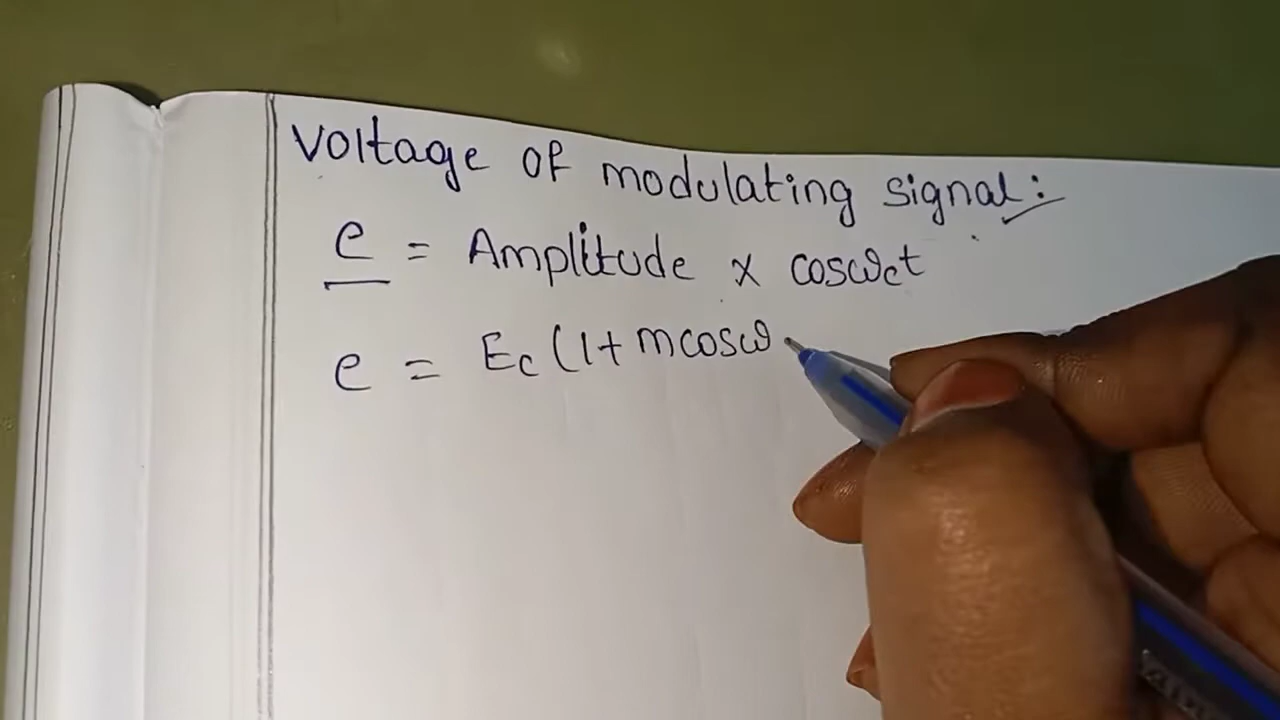 Voltage of modulating signal:
e = Amplitude x cosωct
e = Ec (1+ mcosω